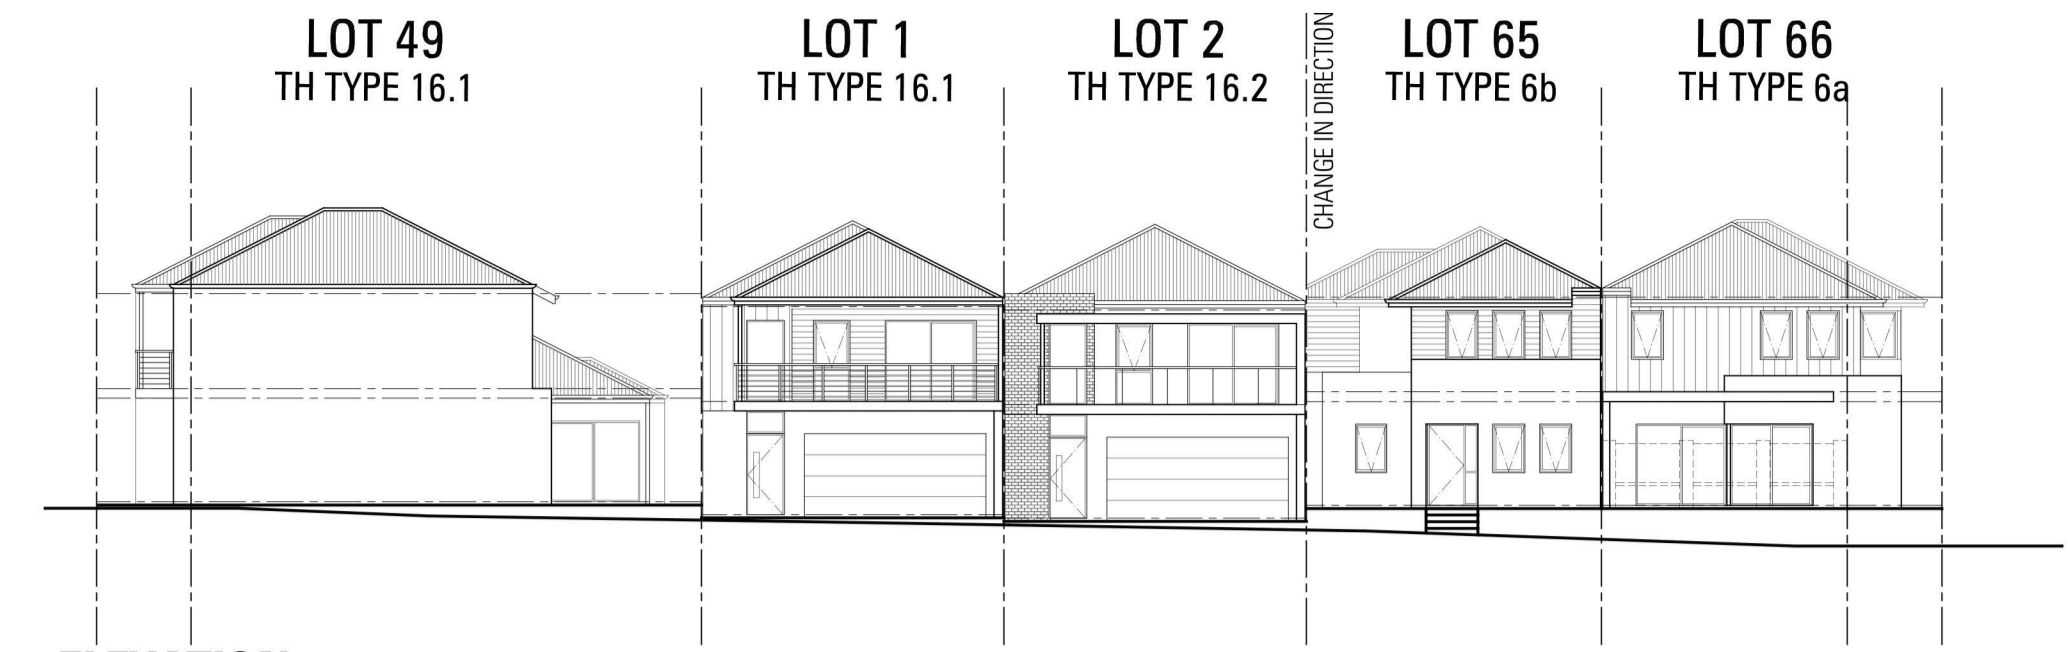 LOT 49
TH TYPE 16.1
LOT 1
TH TYPE 16.1
LOT 2
TH TYPE 16.2
CHANGE IN DIRECTION
LOT 65
TH TYPE 6b
LOT 66
TH TYPE 6a